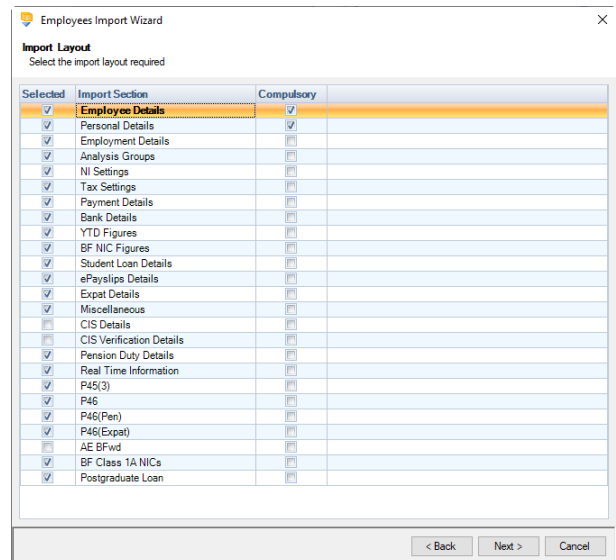 Employees Import Wizard
Import Layout
Select the import layout required
Selected Import Section Compulsory
Employee Details
Personal Details
Employment Details
Analysis Groups
NI Settings
Tax Settings
Payment Details
Bank Details
YTD Figures
BF NIC Figures
Student Loan Details
ePayslips Details
Expat Details
Miscellaneous
CIS Details
CIS Verification Details
Pension Duty Details
Real Time Information
P45(3)
P46
P46(Pen)
P46(Expat)
AE BFwd
BF Class 1A NICs
Postgraduate Loan
< Back Next > Cancel